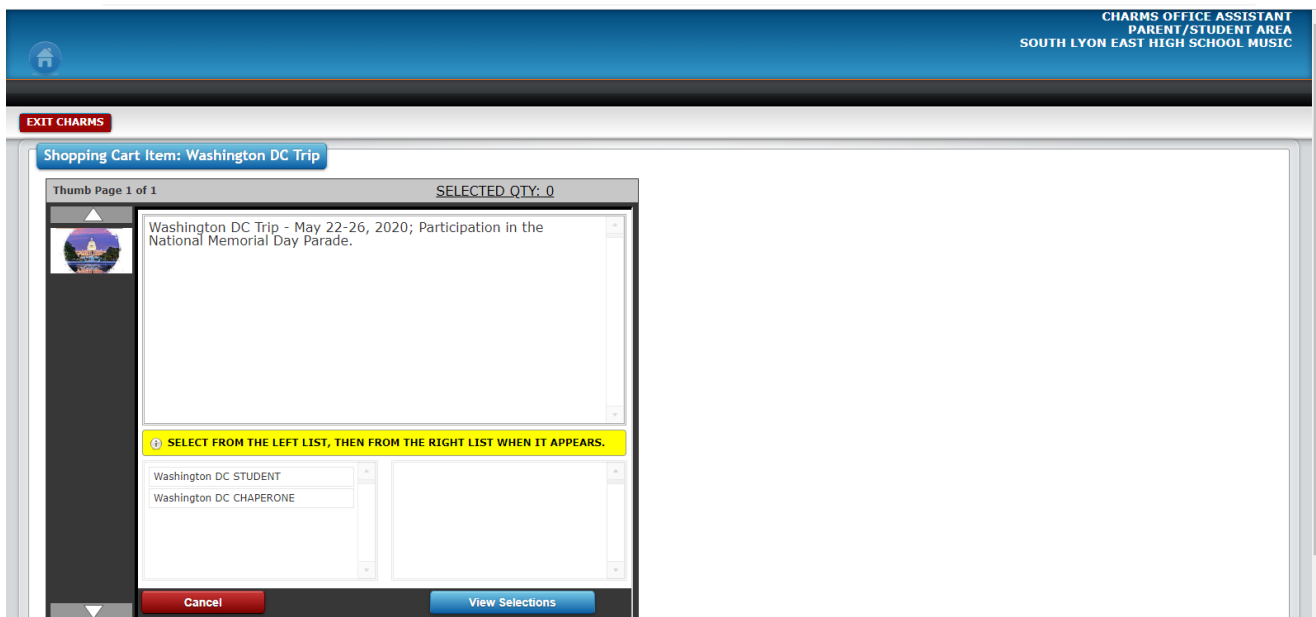 CHARMS OFFICE ASSISTANT
PARENT/STUDENT AREA
SOUTH LYON EAST HIGH SCHOOL MUSIC
EXIT CHARMS
Shopping Cart Item: Washington DC Trip
Thumb Page 1 of 1
SELECTED QTY: 0
Washington DC Trip - May 22-26, 2020; Participation in the
National Memorial Day Parade.
SELECT FROM THE LEFT LIST, THEN FROM THE RIGHT LIST WHEN IT APPEARS.
Washington DC STUDENT
Washington DC CHAPERONE
Cancel
View Selections